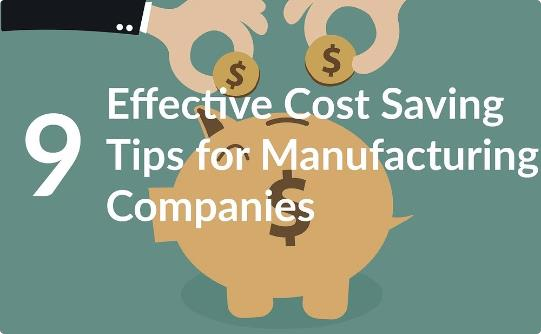 9
Effective Cost Saving
Tips for Manufacturing
Companies
$
$
$